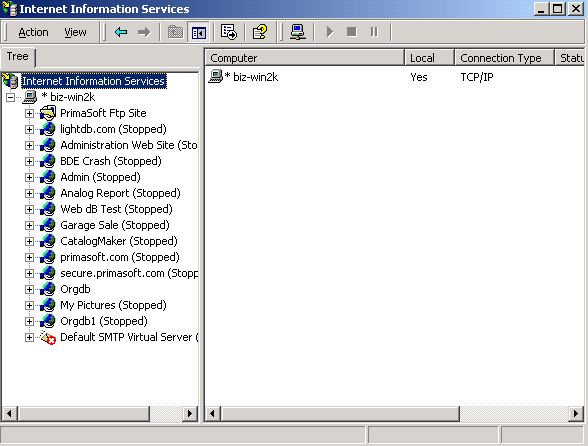 Internet Information Services
Action View
Tree
Internet Information Services
* biz-win2k
PrimaSoft Ftp Site
lightdb.com (Stopped)
Administration Web Site (Sto
BDE Crash (Stopped)
Admin (Stopped)
Analog Report (Stopped)
Web dB Test (Stopped)
Garage Sale (Stopped)
CatalogMaker (Stopped)
primasoft.com (Stopped)
secure.primasoft.com (Stopp
Orgdb
My Pictures (Stopped)
Orgdb1 (Stopped)
Default SMTP Virtual Server (
Computer Local Connection Type Statu
* biz-win2k Yes TCP/IP